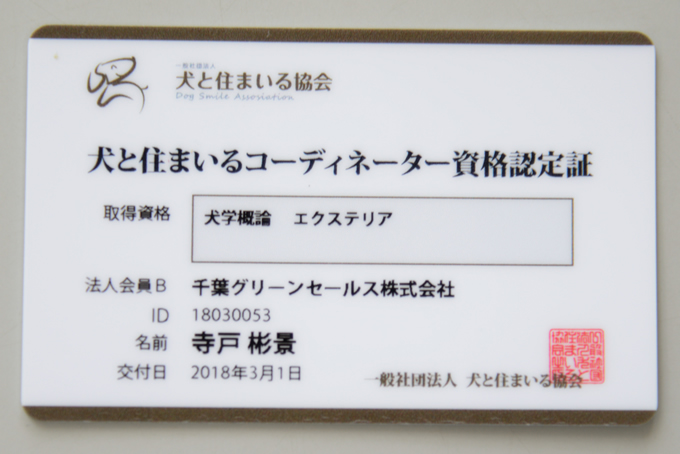 一般社団法人
犬と住まいる協会
Dog Smile Assosiation
犬と住まいるコーディネーター資格認定証
取得資格 犬学概論 エクステリア
法人会員B 千葉グリーンセールス株式会社
ID 18030053
名前 寺戸 彬景
交付日 2018年3月1日
一般社団法人 犬と住まいる協会